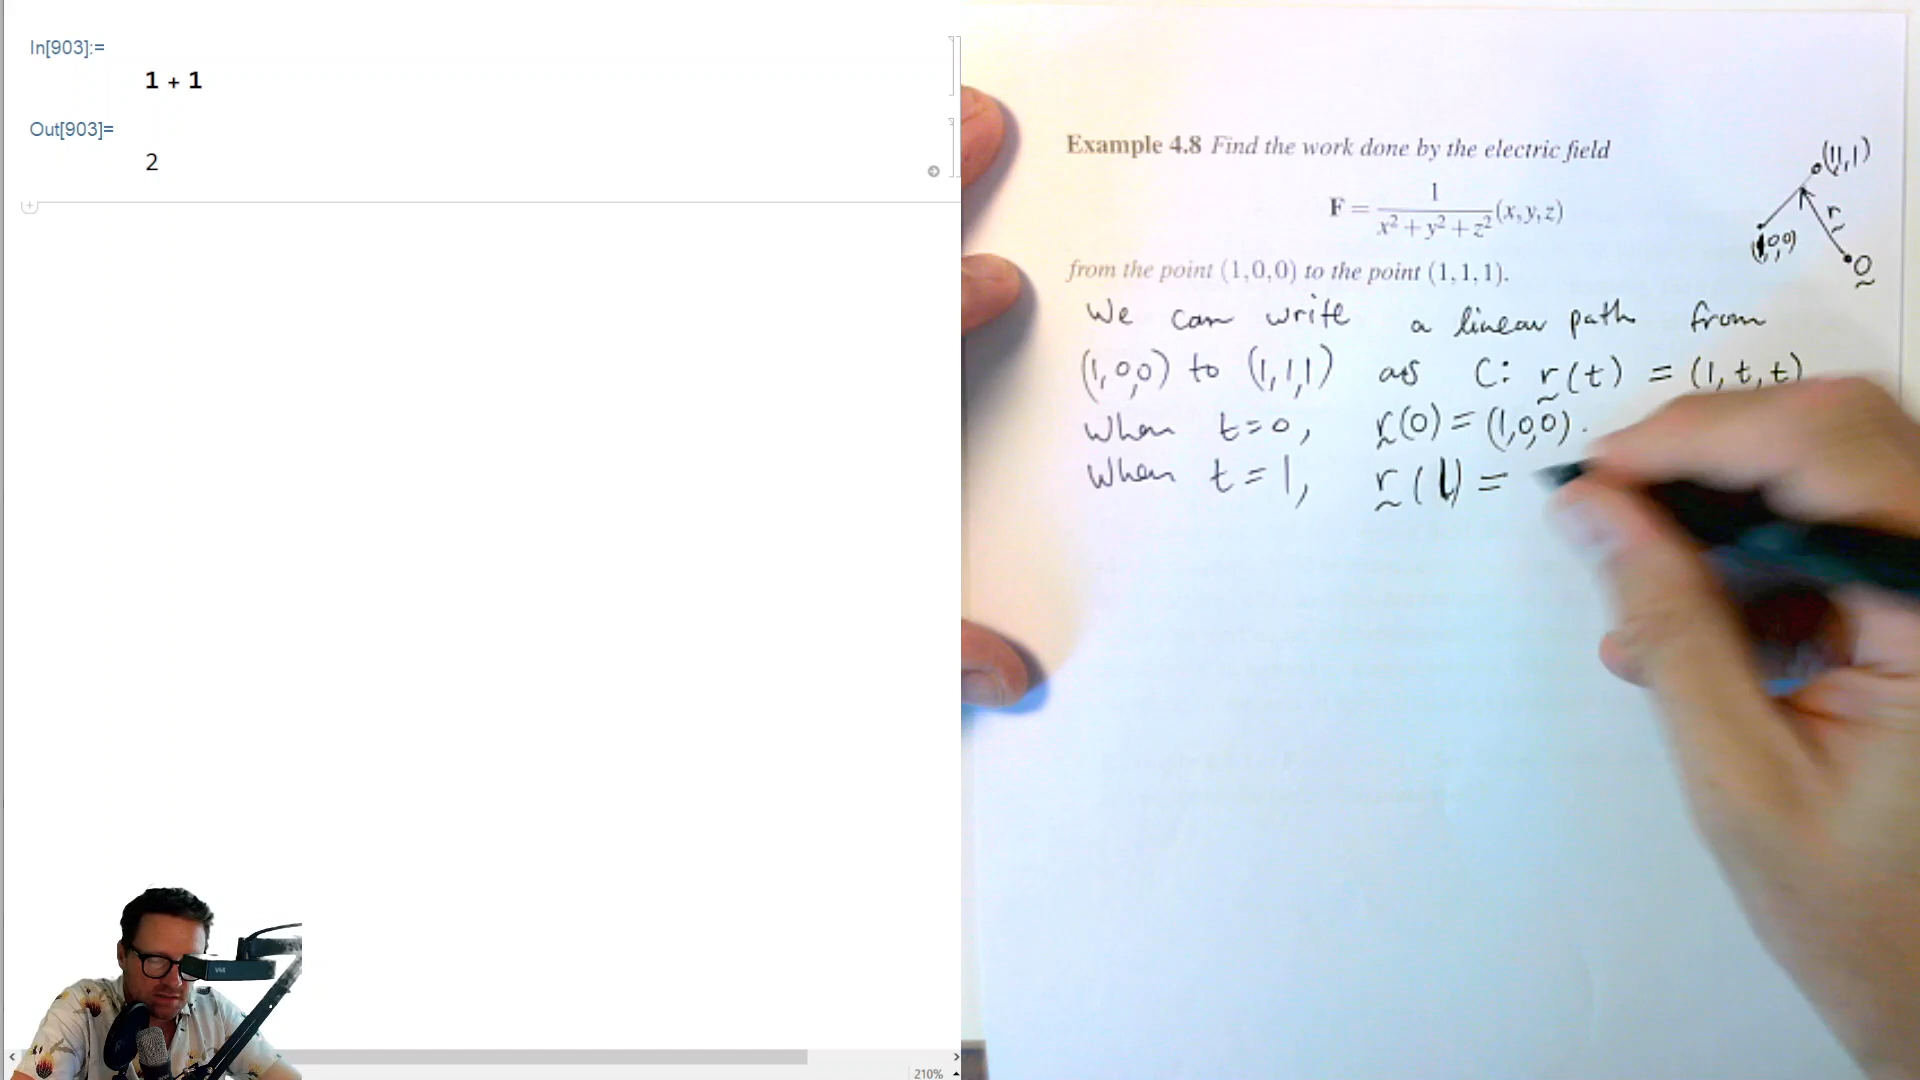 In[903]:=
1 + 1
Out[903]=
2
210%
Example 4.8 Find the work done by the electric field
F = 1/(x² + y² + z²) (x, y, z)
from the point (1,0,0) to the point (1,1,1).
(1,1,1)
r
(1,0,0)
O
We can write a linear path from
(1,0,0) to (1,1,1) as C: r(t) = (1, t, t)
When t=0, r(0) = (1,0,0).
When t=1, r(1) =